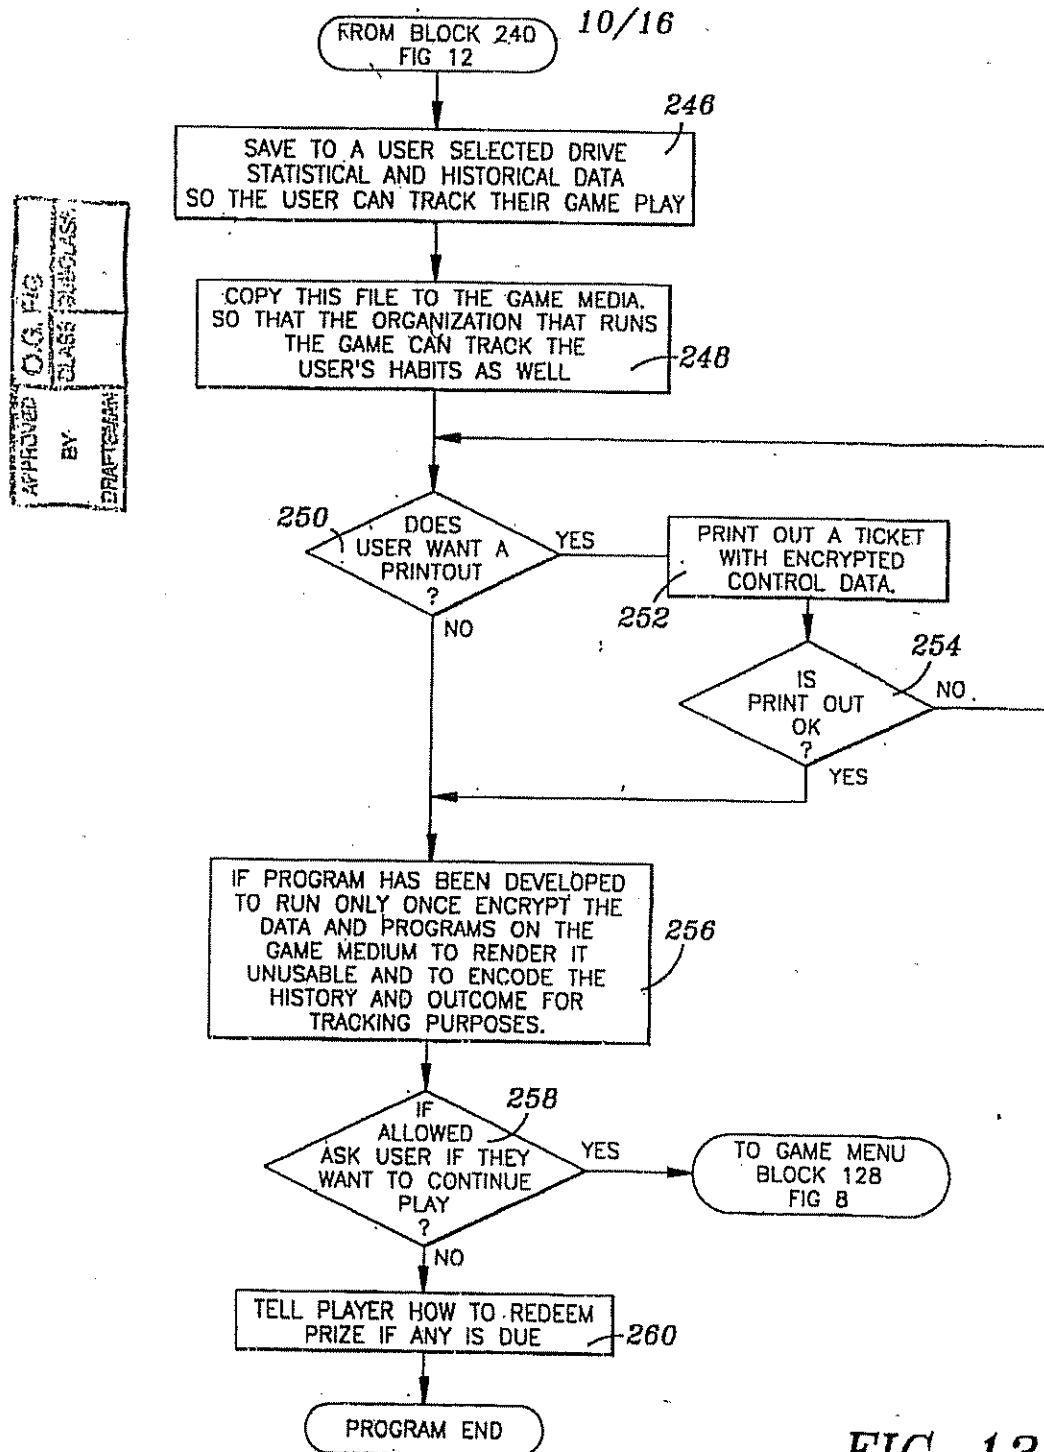 10/16
FROM BLOCK 240
FIG 12
246
SAVE TO A USER SELECTED DRIVE
STATISTICAL AND HISTORICAL DATA
SO THE USER CAN TRACK THEIR GAME PLAY
APPROVED
BY
DRAFTSMAN
O.G. FIG
CLASS
SUBCLASS
COPY THIS FILE TO THE GAME MEDIA.
SO THAT THE ORGANIZATION THAT RUNS
THE GAME CAN TRACK THE
USER'S HABITS AS WELL
248
250
DOES
USER WANT A
PRINTOUT
?
YES
NO
PRINT OUT A TICKET
WITH ENCRYPTED
CONTROL DATA.
252
254
IS
PRINT OUT
OK
?
NO
YES
IF PROGRAM HAS BEEN DEVELOPED
TO RUN ONLY ONCE ENCRYPT THE
DATA AND PROGRAMS ON THE
GAME MEDIUM TO RENDER IT
UNUSABLE AND TO ENCODE THE
HISTORY AND OUTCOME FOR
TRACKING PURPOSES.
256
258
IF
ALLOWED
ASK USER IF THEY
WANT TO CONTINUE
PLAY
?
YES
NO
TO GAME MENU
BLOCK 128
FIG 8
TELL PLAYER HOW TO REDEEM
PRIZE IF ANY IS DUE
260
PROGRAM END
FIG. 13